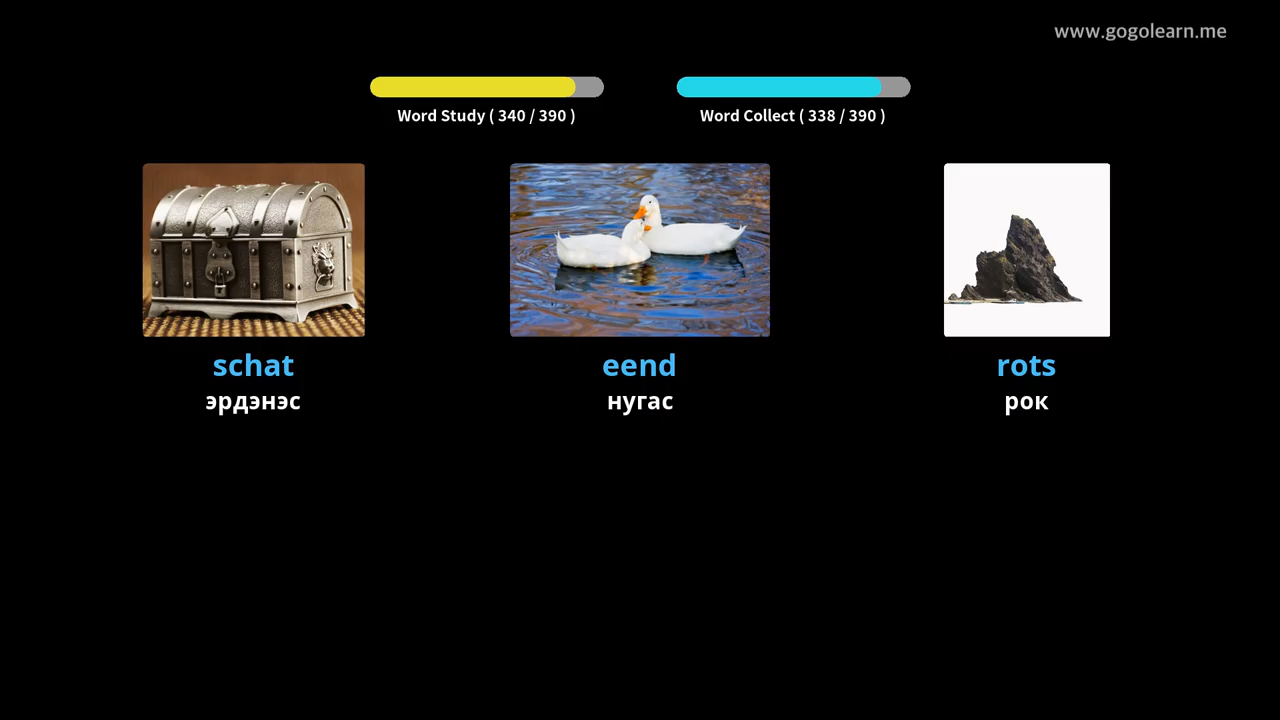 www.gogolearn.me
Word Study ( 340 / 390 )
Word Collect ( 338 / 390 )
schat
эрдэнэс
eend
нугас
rots
рок